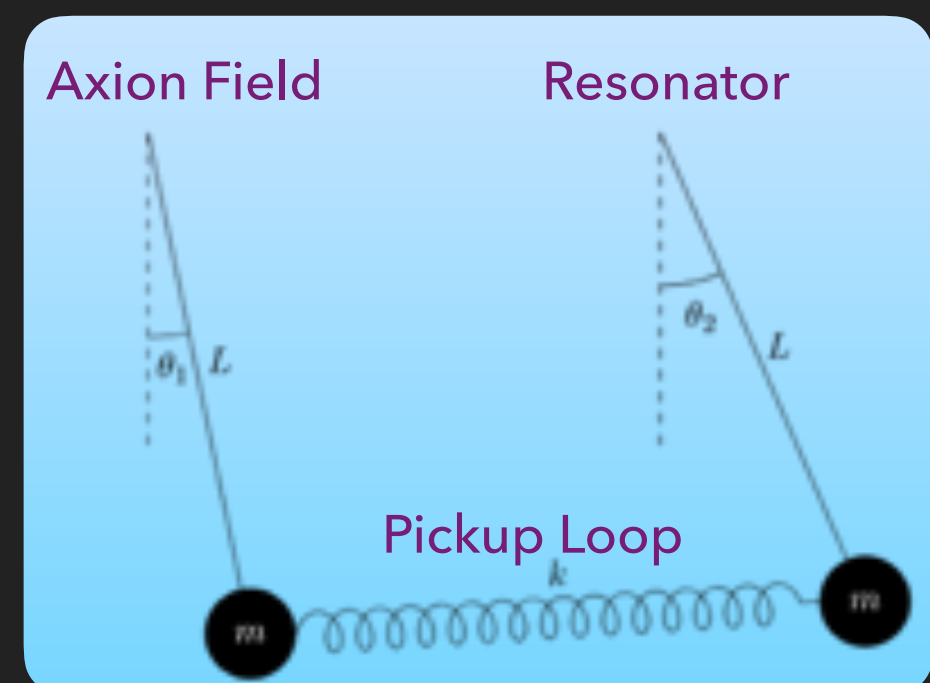 Axion Field
Resonator
θ₁
L
θ₂
L
Pickup Loop
k
m
m